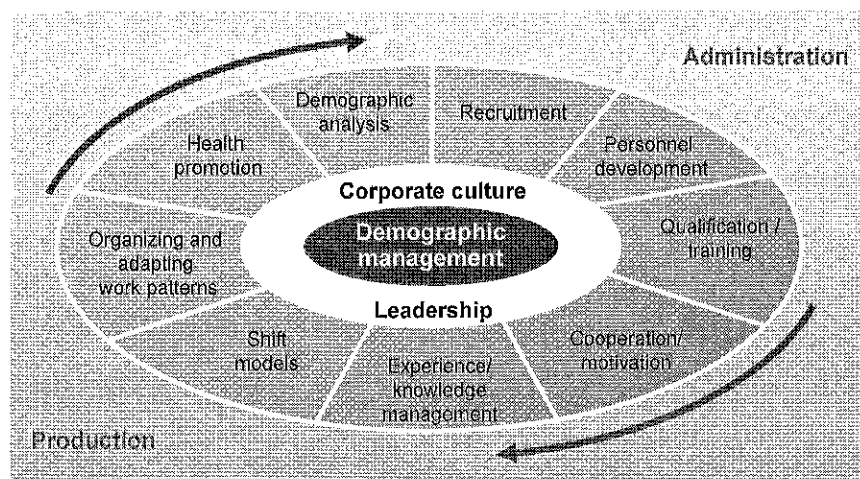 Administration
Demographic
analysis
Recruitment
Personnel
development
Qualification /
training
Cooperation/
motivation
Experience/
knowledge
management
Shift
models
Organizing and
adapting
work patterns
Health
promotion
Corporate culture
Demographic
management
Leadership
Production